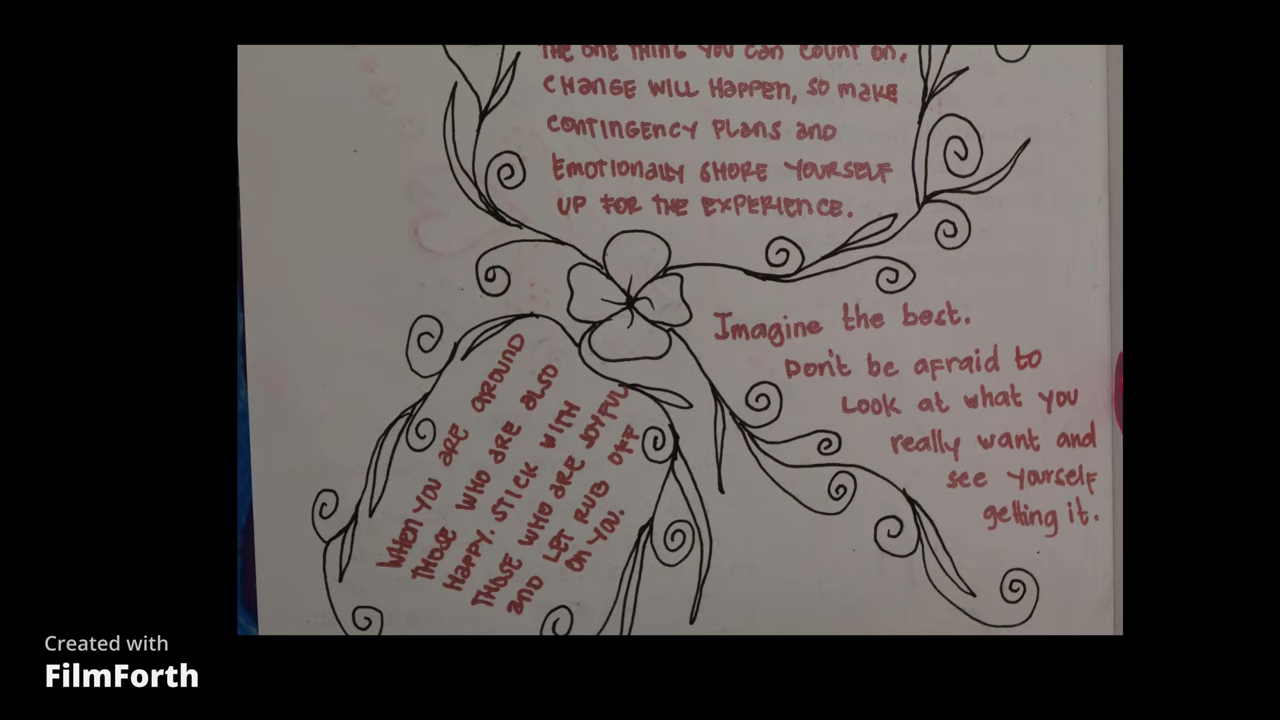 THE ONE THING YOU CAN COUNT ON.
CHANGE WILL HAPPEN, SO MAKE
CONTINGENCY PLANS AND
EMOTIONALLY SHORE YOURSELF
UP FOR THE EXPERIENCE.
Imagine the best.
Don't be afraid to
Look at what you
really want and
see yourself
getting it.
WHEN YOU ARE AROUND
THOSE WHO ARE ALSO
HAPPY. STICK WITH
THOSE WHO ARE JOYFUL
AND LET RUB OFF
ON YOU.
Created with
FilmForth